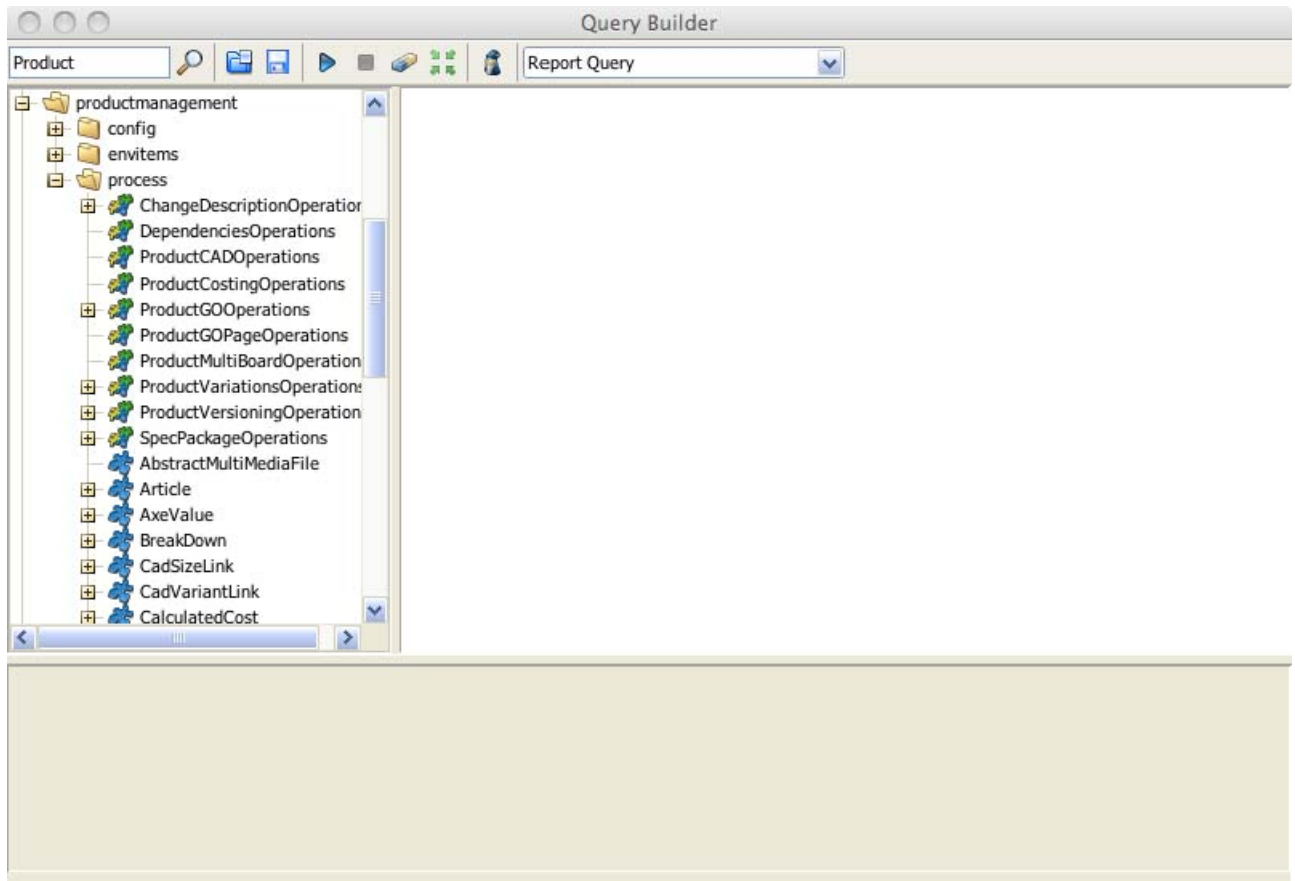 Query Builder
Product
Report Query
productmanagement
config
envitems
process
ChangeDescriptionOperation
DependenciesOperations
ProductCADOperations
ProductCostingOperations
ProductGOOperations
ProductGOPageOperations
ProductMultiBoardOperation
ProductVariationsOperations
ProductVersioningOperation
SpecPackageOperations
AbstractMultiMediaFile
Article
AxeValue
BreakDown
CadSizeLink
CadVariantLink
CalculatedCost